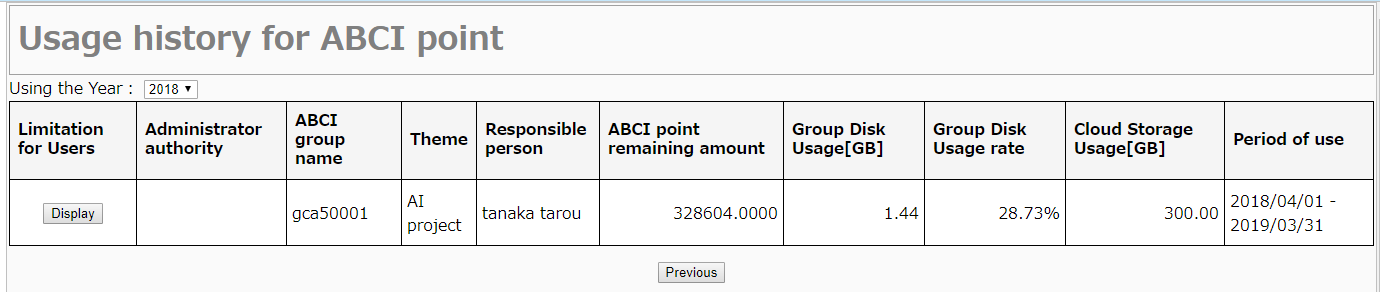 Usage history for ABCI point
Using the Year : 2018 ▼
Limitation for Users
Administrator authority
ABCI group name
Theme
Responsible person
ABCI point remaining amount
Group Disk Usage[GB]
Group Disk Usage rate
Cloud Storage Usage[GB]
Period of use
Display
gca50001
AI project
tanaka tarou
328604.0000
1.44
28.73%
300.00
2018/04/01 -
2019/03/31
Previous